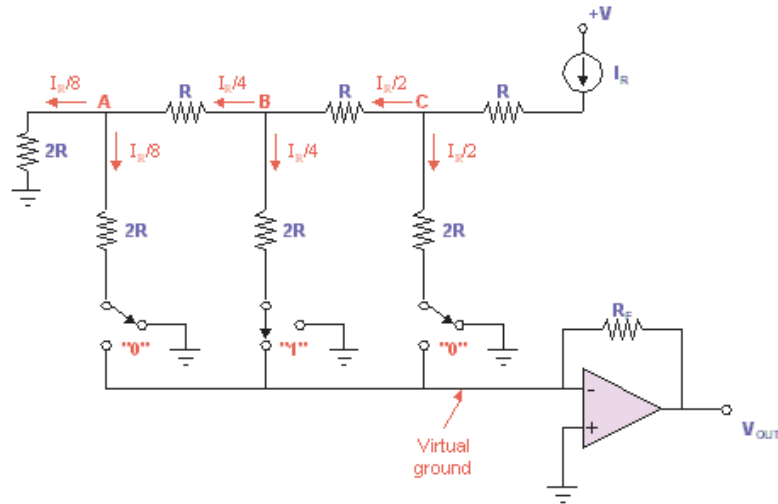 +V
I_R
I_R/8
A
R
I_R/4
B
R
I_R/2
C
R
2R
I_R/8
I_R/4
I_R/2
2R
2R
2R
"0"
"1"
"0"
R_F
-
+
V_OUT
Virtual
ground